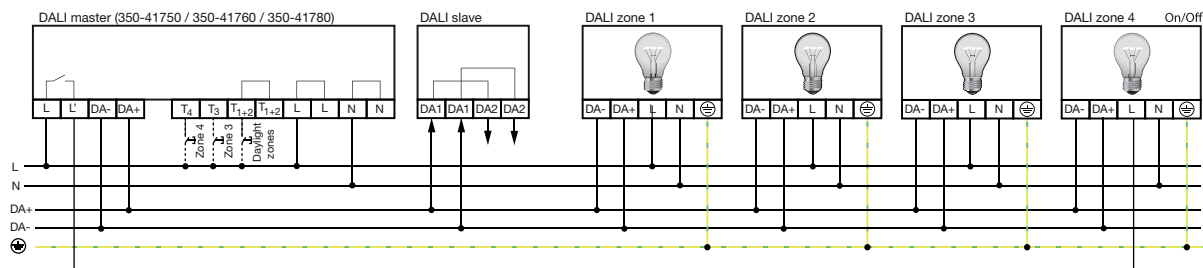 DALI master (350-41750 / 350-41760 / 350-41780) DALI slave DALI zone 1 DALI zone 2 DALI zone 3 DALI zone 4 On/Off
L L' DA- DA+ T4 T3 T1+2 T1+2 L L N N DA1 DA1 DA2 DA2 DA- DA+ L N DA- DA+ L N DA- DA+ L N DA- DA+ L N
Zone 4
Zone 3
Daylight
zones
L
N
DA+
DA-